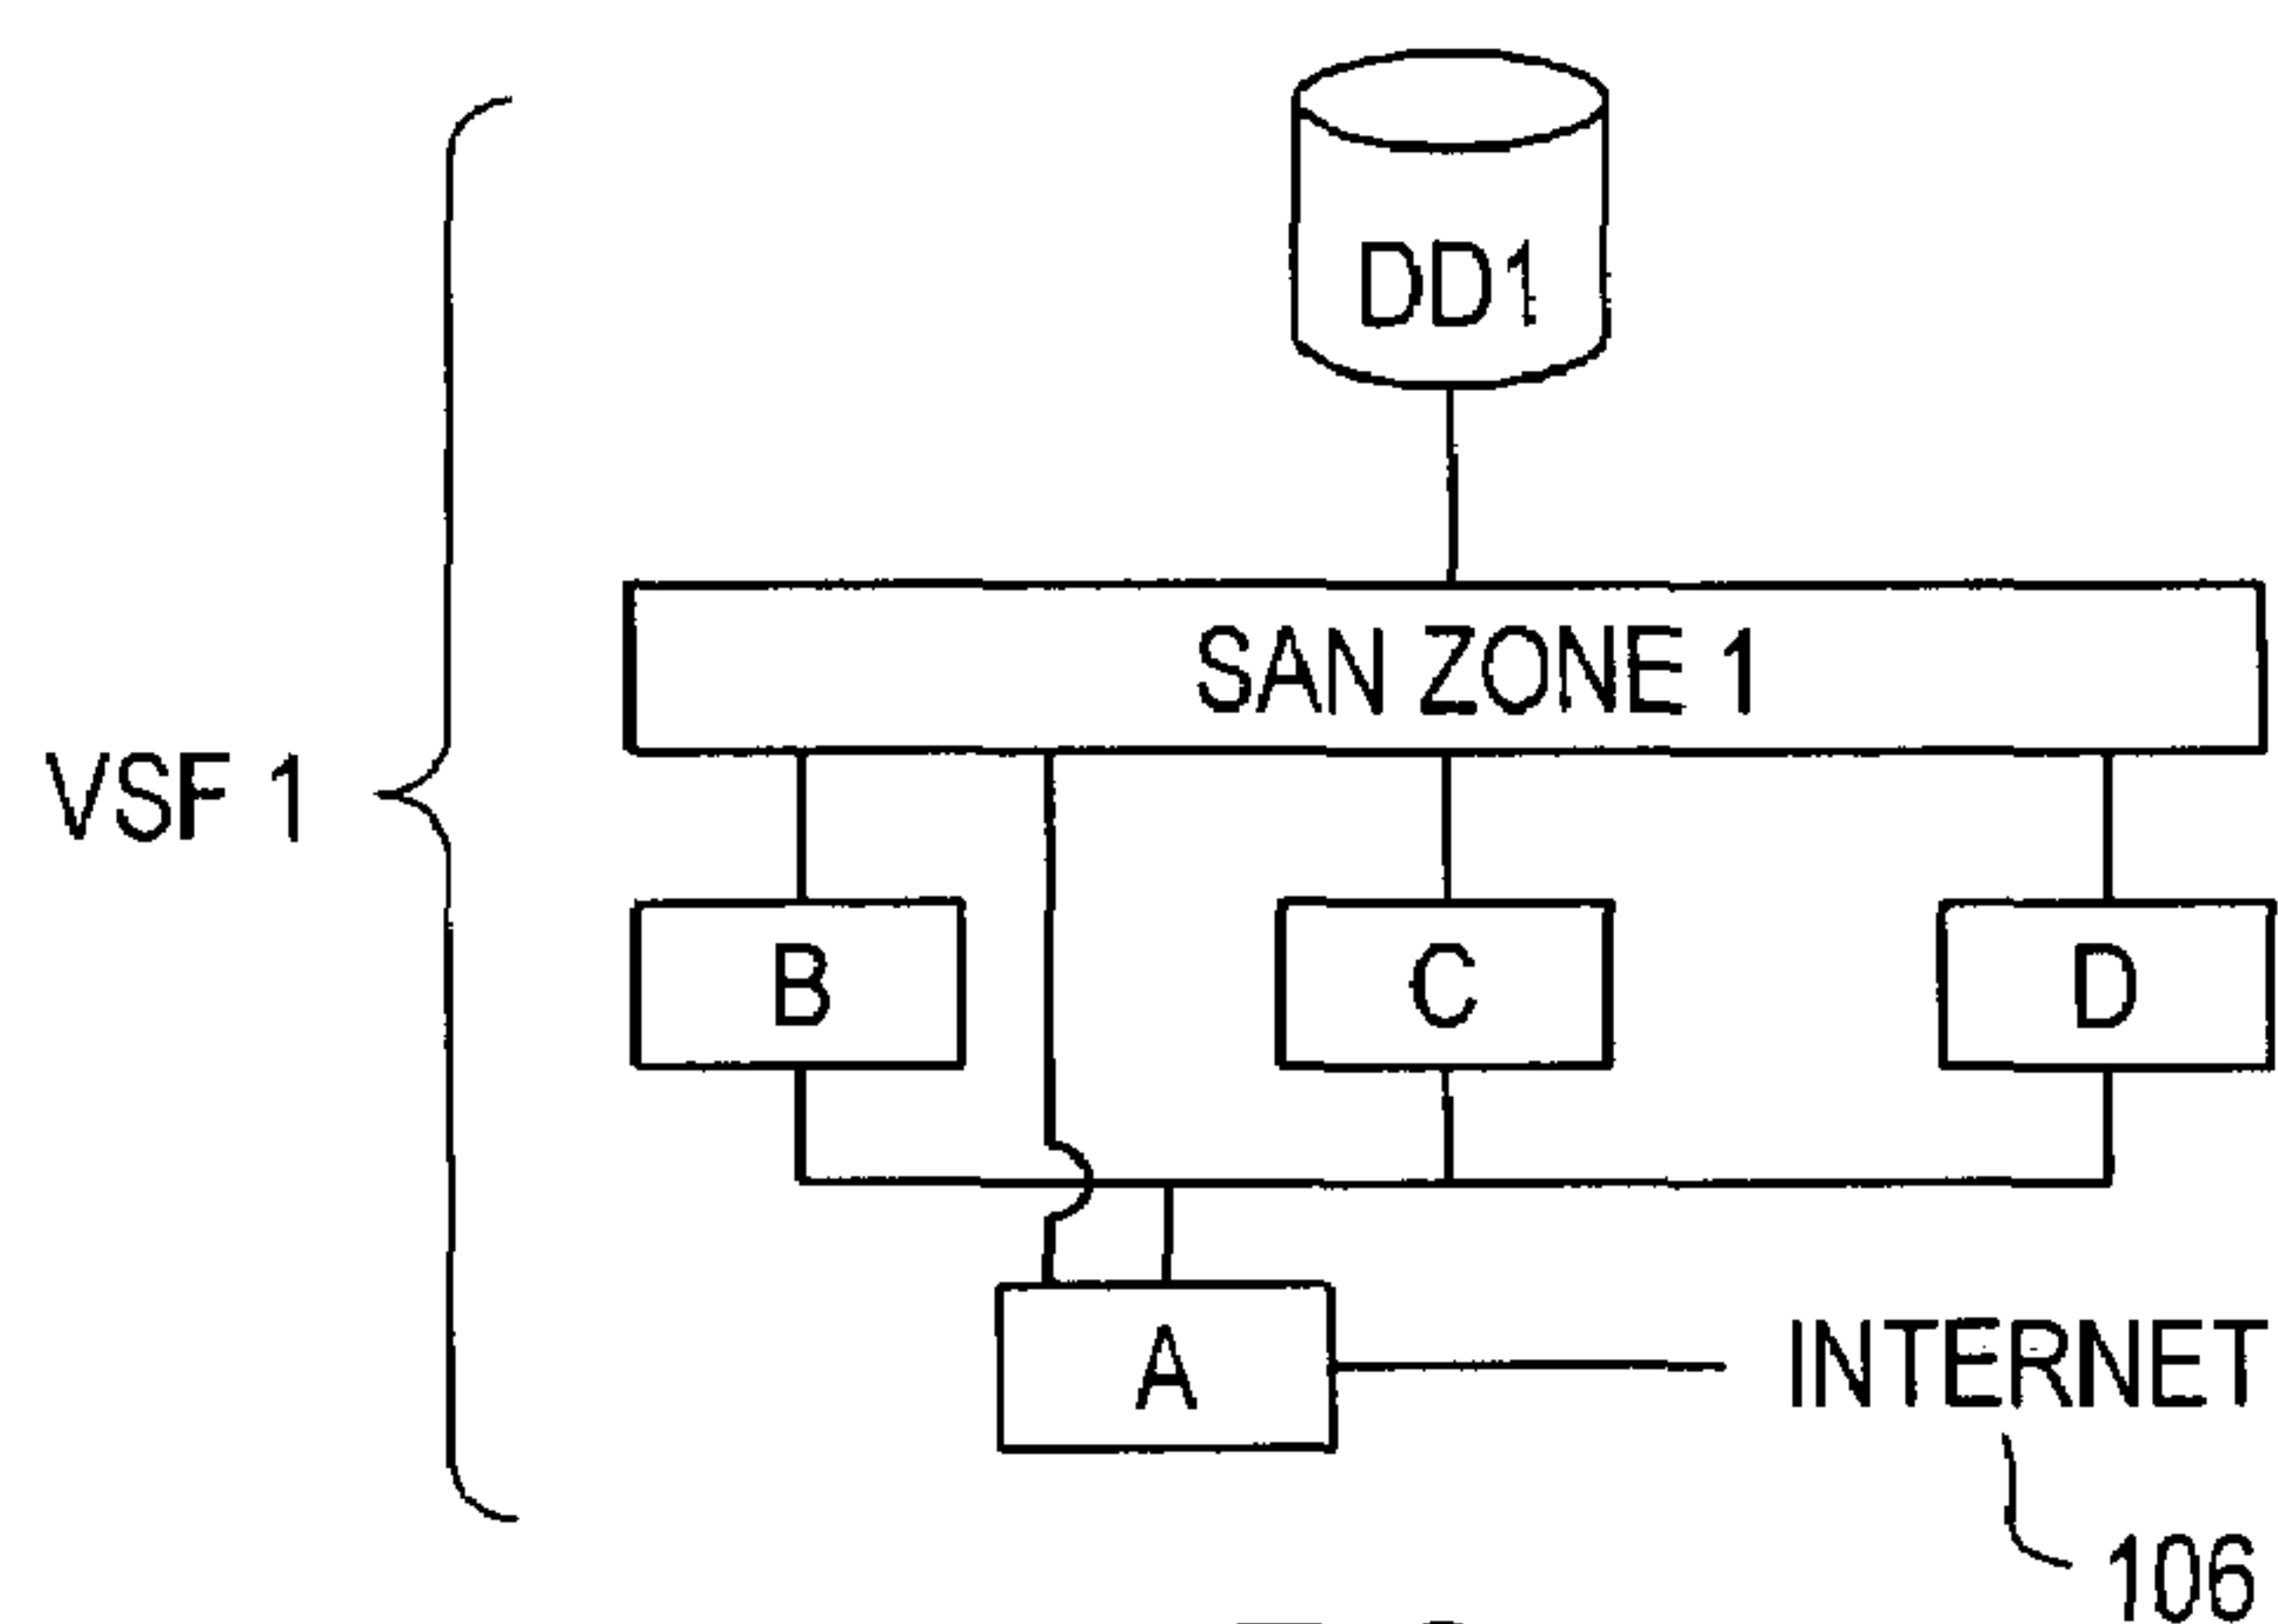 DD1
SAN ZONE 1
VSF 1
B
C
D
A
INTERNET
106